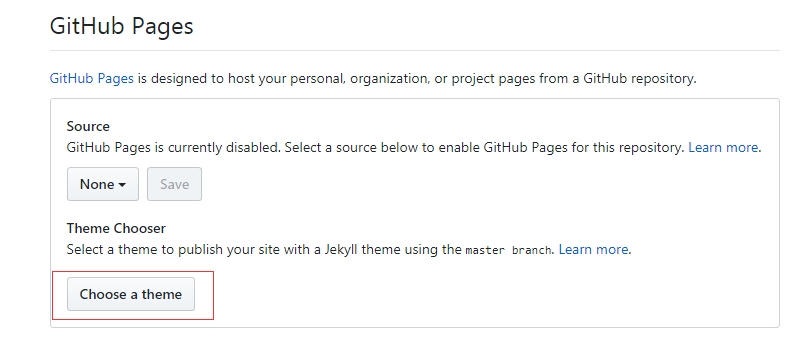 GitHub Pages
GitHub Pages is designed to host your personal, organization, or project pages from a GitHub repository.
Source
GitHub Pages is currently disabled. Select a source below to enable GitHub Pages for this repository. Learn more.
None Save
Theme Chooser
Select a theme to publish your site with a Jekyll theme using the master branch. Learn more.
Choose a theme